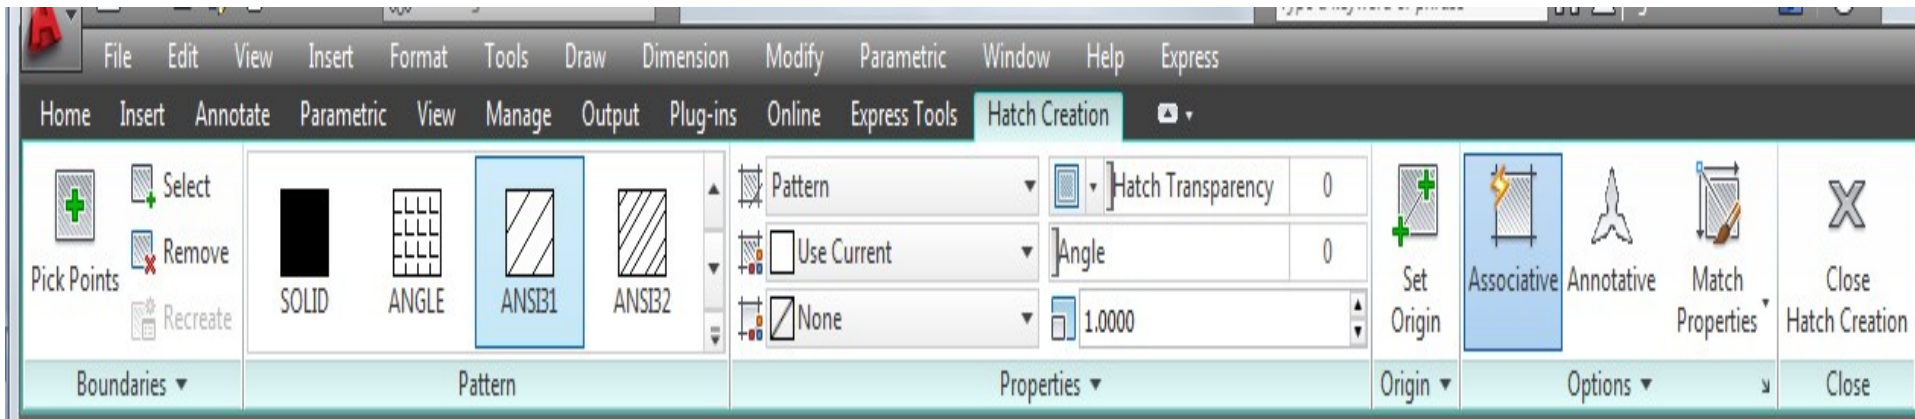 File Edit View Insert Format Tools Draw Dimension Modify Parametric Window Help Express
Home Insert Annotate Parametric View Manage Output Plug-ins Online Express Tools Hatch Creation
Pick Points
Select
Remove
Recreate
Boundaries
SOLID
ANGLE
ANSI31
ANSI32
Pattern
Pattern
Use Current
None
Hatch Transparency 0
Angle 0
1.0000
Properties
Set
Origin
Origin
Associative
Annotative
Match
Properties
Options
Close
Hatch Creation
Close